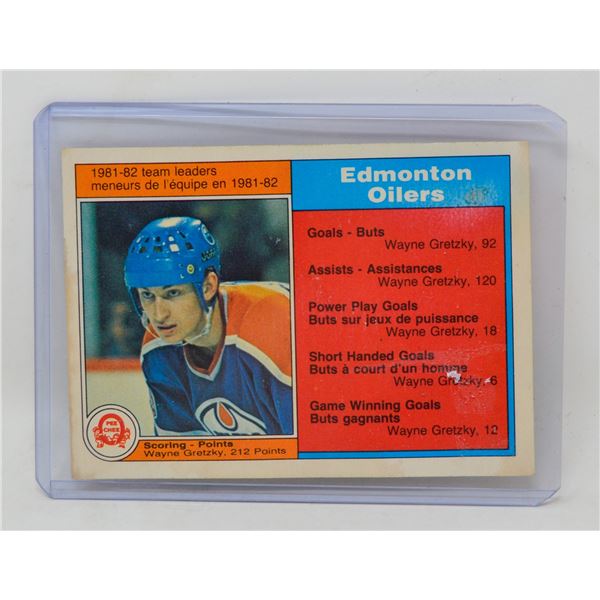 1981-82 team leaders
meneurs de l'équipe en 1981-82
Edmonton
Oilers
Goals - Buts
Wayne Gretzky, 92
Assists - Assistances
Wayne Gretzky, 120
Power Play Goals
Buts sur jeux de puissance
Wayne Gretzky, 18
Short Handed Goals
Buts à court d'un homme
Wayne Gretzky, 6
Game Winning Goals
Buts gagnants
Wayne Gretzky, 12
O
PEE
CHEE
Scoring - Points
Wayne Gretzky, 212 Points